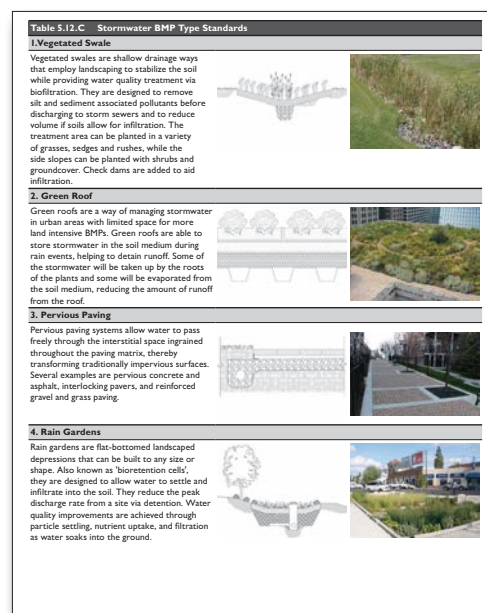 Table 5.12.C Stormwater BMP Type Standards
1.Vegetated Swale
Vegetated swales are shallow drainage ways
that employ landscaping to stabilize the soil
while providing water quality treatment via
biofiltration. They are designed to remove
silt and sediment associated pollutants before
discharging to storm sewers and to reduce
volume if soils allow for infiltration. The
treatment area can be planted in a variety
of grasses, sedges and rushes, while the
side slopes can be planted with shrubs and
groundcover. Check dams are added to aid
infiltration.
2. Green Roof
Green roofs are a way of managing stormwater
in urban areas with limited space for more
land intensive BMPs. Green roofs are able to
store stormwater in the soil medium during
rain events, helping to detain runoff. Some of
the stormwater will be taken up by the roots
of the plants and some will be evaporated from
the soil medium, reducing the amount of runoff
from the roof.
3. Pervious Paving
Pervious paving systems allow water to pass
freely through the interstitial space ingrained
throughout the paving matrix, thereby
transforming traditionally impervious surfaces.
Several examples are pervious concrete and
asphalt, interlocking pavers, and reinforced
gravel and grass paving.
4. Rain Gardens
Rain gardens are flat-bottomed landscaped
depressions that can be built to any size or
shape. Also known as 'bioretention cells',
they are designed to allow water to settle and
infiltrate into the soil. They reduce the peak
discharge rate from a site via detention. Water
quality improvements are achieved through
particle settling, nutrient uptake, and filtration
as water soaks into the ground.